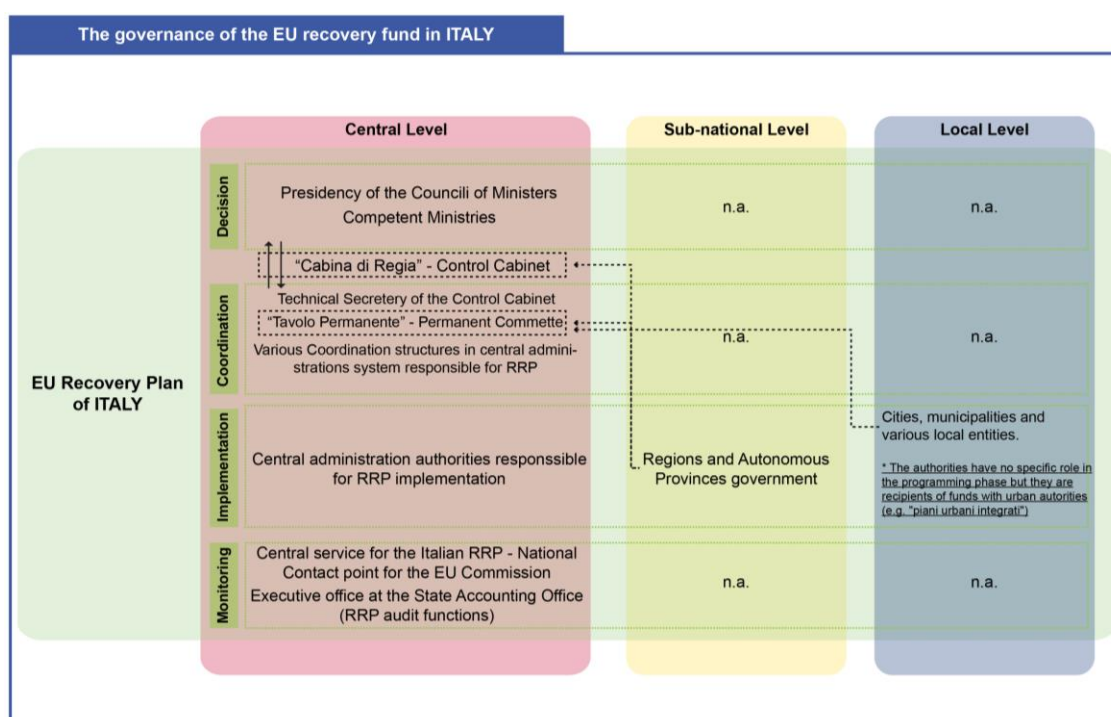 The governance of the EU recovery fund in ITALY
Central Level
Sub-national Level
Local Level
EU Recovery Plan
of ITALY
Decision
Presidency of the Councili of Ministers
Competent Ministries
n.a.
n.a.
“Cabina di Regia” - Control Cabinet
Coordination
Technical Secretery of the Control Cabinet
“Tavolo Permanente” - Permanent Commette
Various Coordination structures in central admini-
strations system responsible for RRP
n.a.
n.a.
Implementation
Central administration authorities responssible
for RRP implementation
Regions and Autonomous
Provinces government
Cities, municipalities and
various local entities.
* The authorities have no specific role in
the programming phase but they are
recipients of funds with urban autorities
(e.g. "piani urbani integrati")
Monitoring
Central service for the Italian RRP - National
Contact point for the EU Commission
Executive office at the State Accounting Office
(RRP audit functions)
n.a.
n.a.